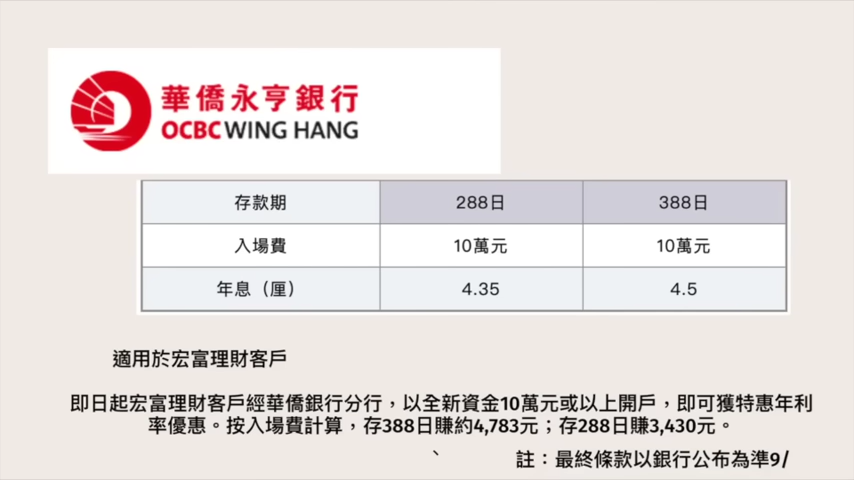 華僑永亨銀行
OCBC WING HANG
存款期 288日 388日
入場費 10萬元 10萬元
年息（厘） 4.35 4.5
適用於宏富理財客戶
即日起宏富理財客戶經華僑銀行分行，以全新資金10萬元或以上開戶，即可獲特惠年利
率優惠。按入場費計算，存388日賺約4,783元；存288日賺3,430元。
、
註：最終條款以銀行公布為準9/